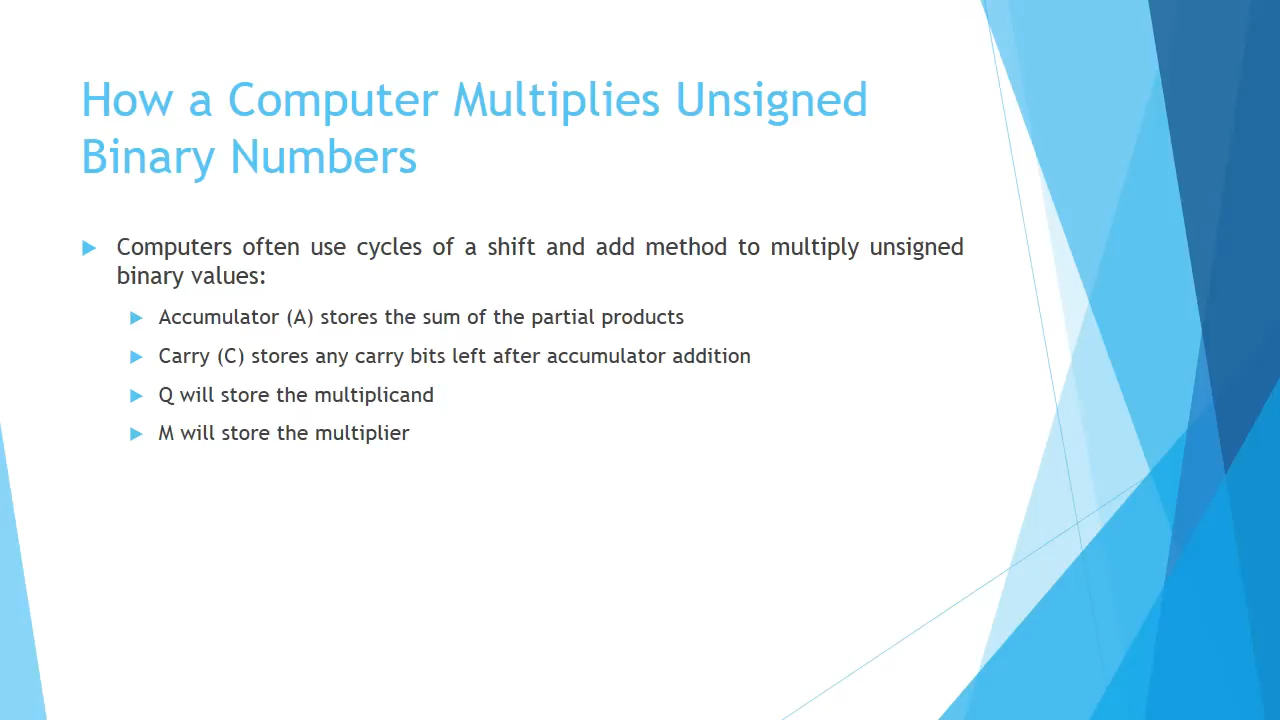 How a Computer Multiplies Unsigned
Binary Numbers
Computers often use cycles of a shift and add method to multiply unsigned
binary values:
Accumulator (A) stores the sum of the partial products
Carry (C) stores any carry bits left after accumulator addition
Q will store the multiplicand
M will store the multiplier